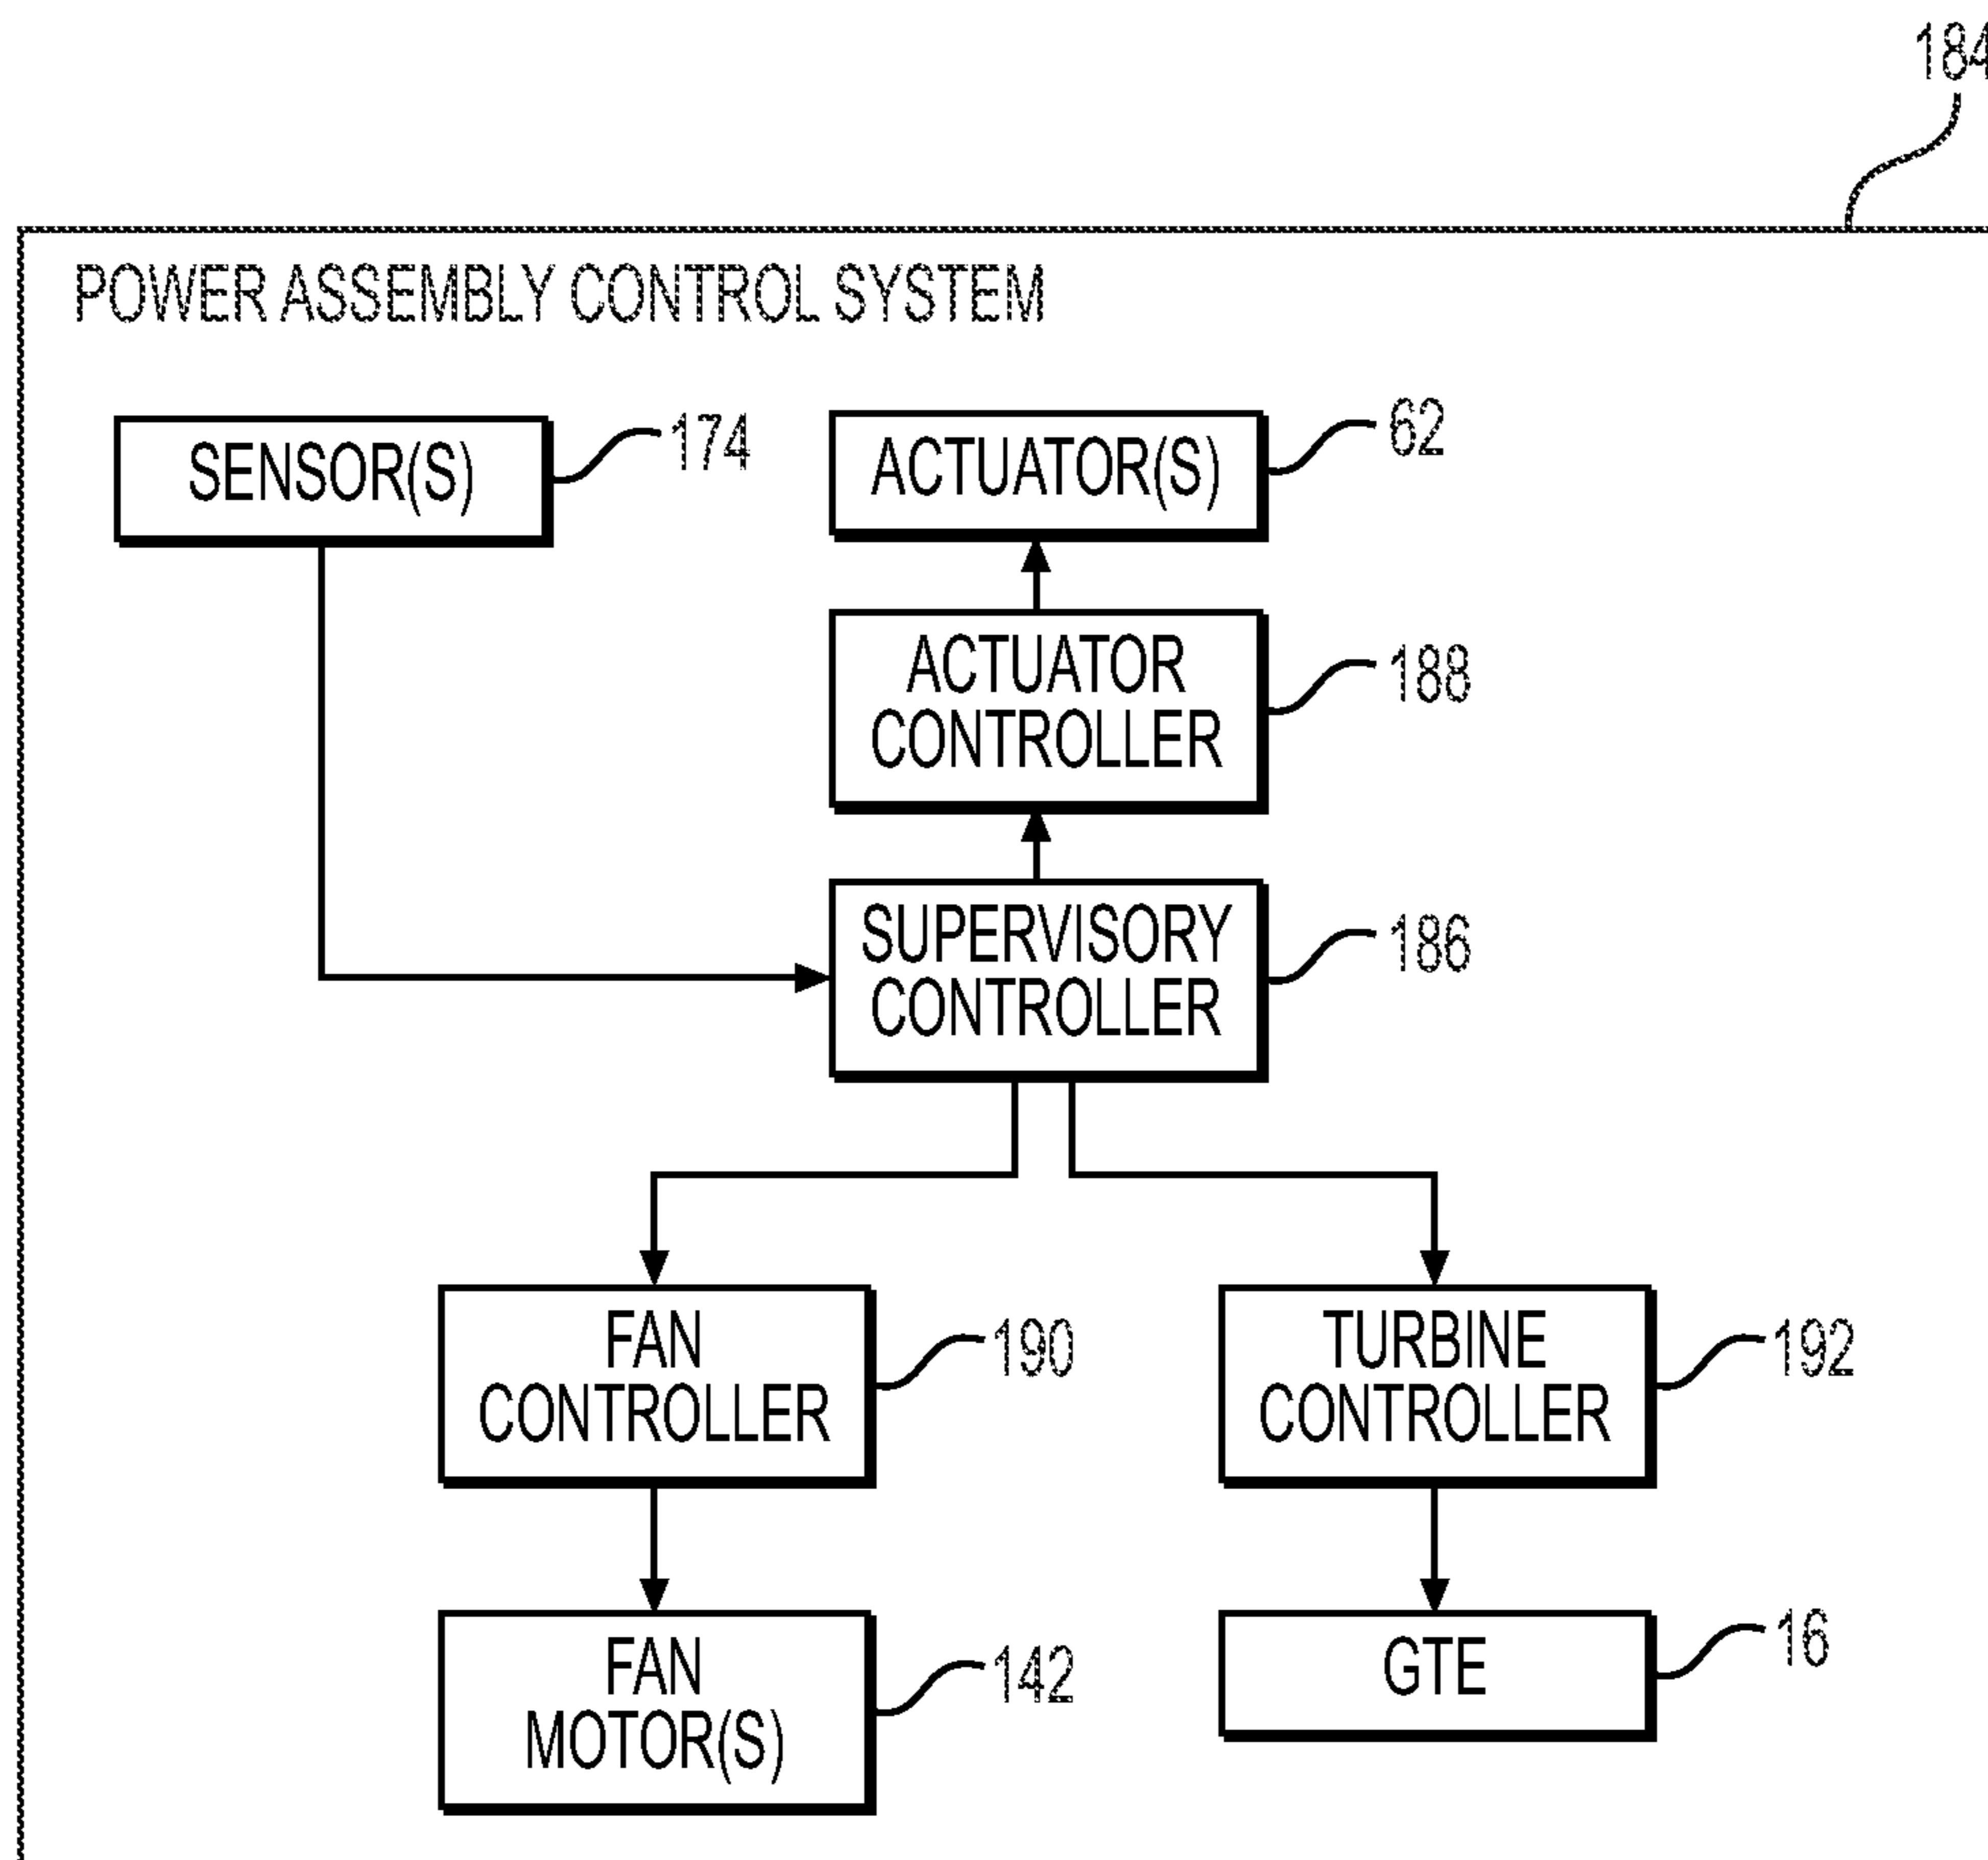 184
POWER ASSEMBLY CONTROL SYSTEM
SENSOR(S)
174
ACTUATOR(S)
62
ACTUATOR
CONTROLLER
188
SUPERVISORY
CONTROLLER
186
FAN
CONTROLLER
190
TURBINE
CONTROLLER
192
FAN
MOTOR(S)
142
GTE
16